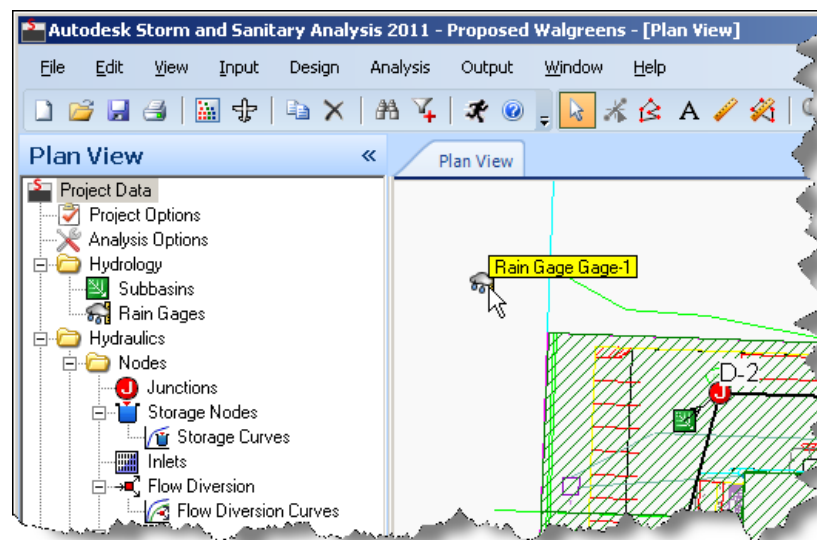 Autodesk Storm and Sanitary Analysis 2011 - Proposed Walgreens - [Plan View]
File Edit View Input Design Analysis Output Window Help
Plan View «
Plan View
Project Data
Project Options
Analysis Options
Hydrology
Subbasins
Rain Gages
Hydraulics
Nodes
Junctions
Storage Nodes
Storage Curves
Inlets
Flow Diversion
Flow Diversion Curves
Rain Gage Gage-1
D-2